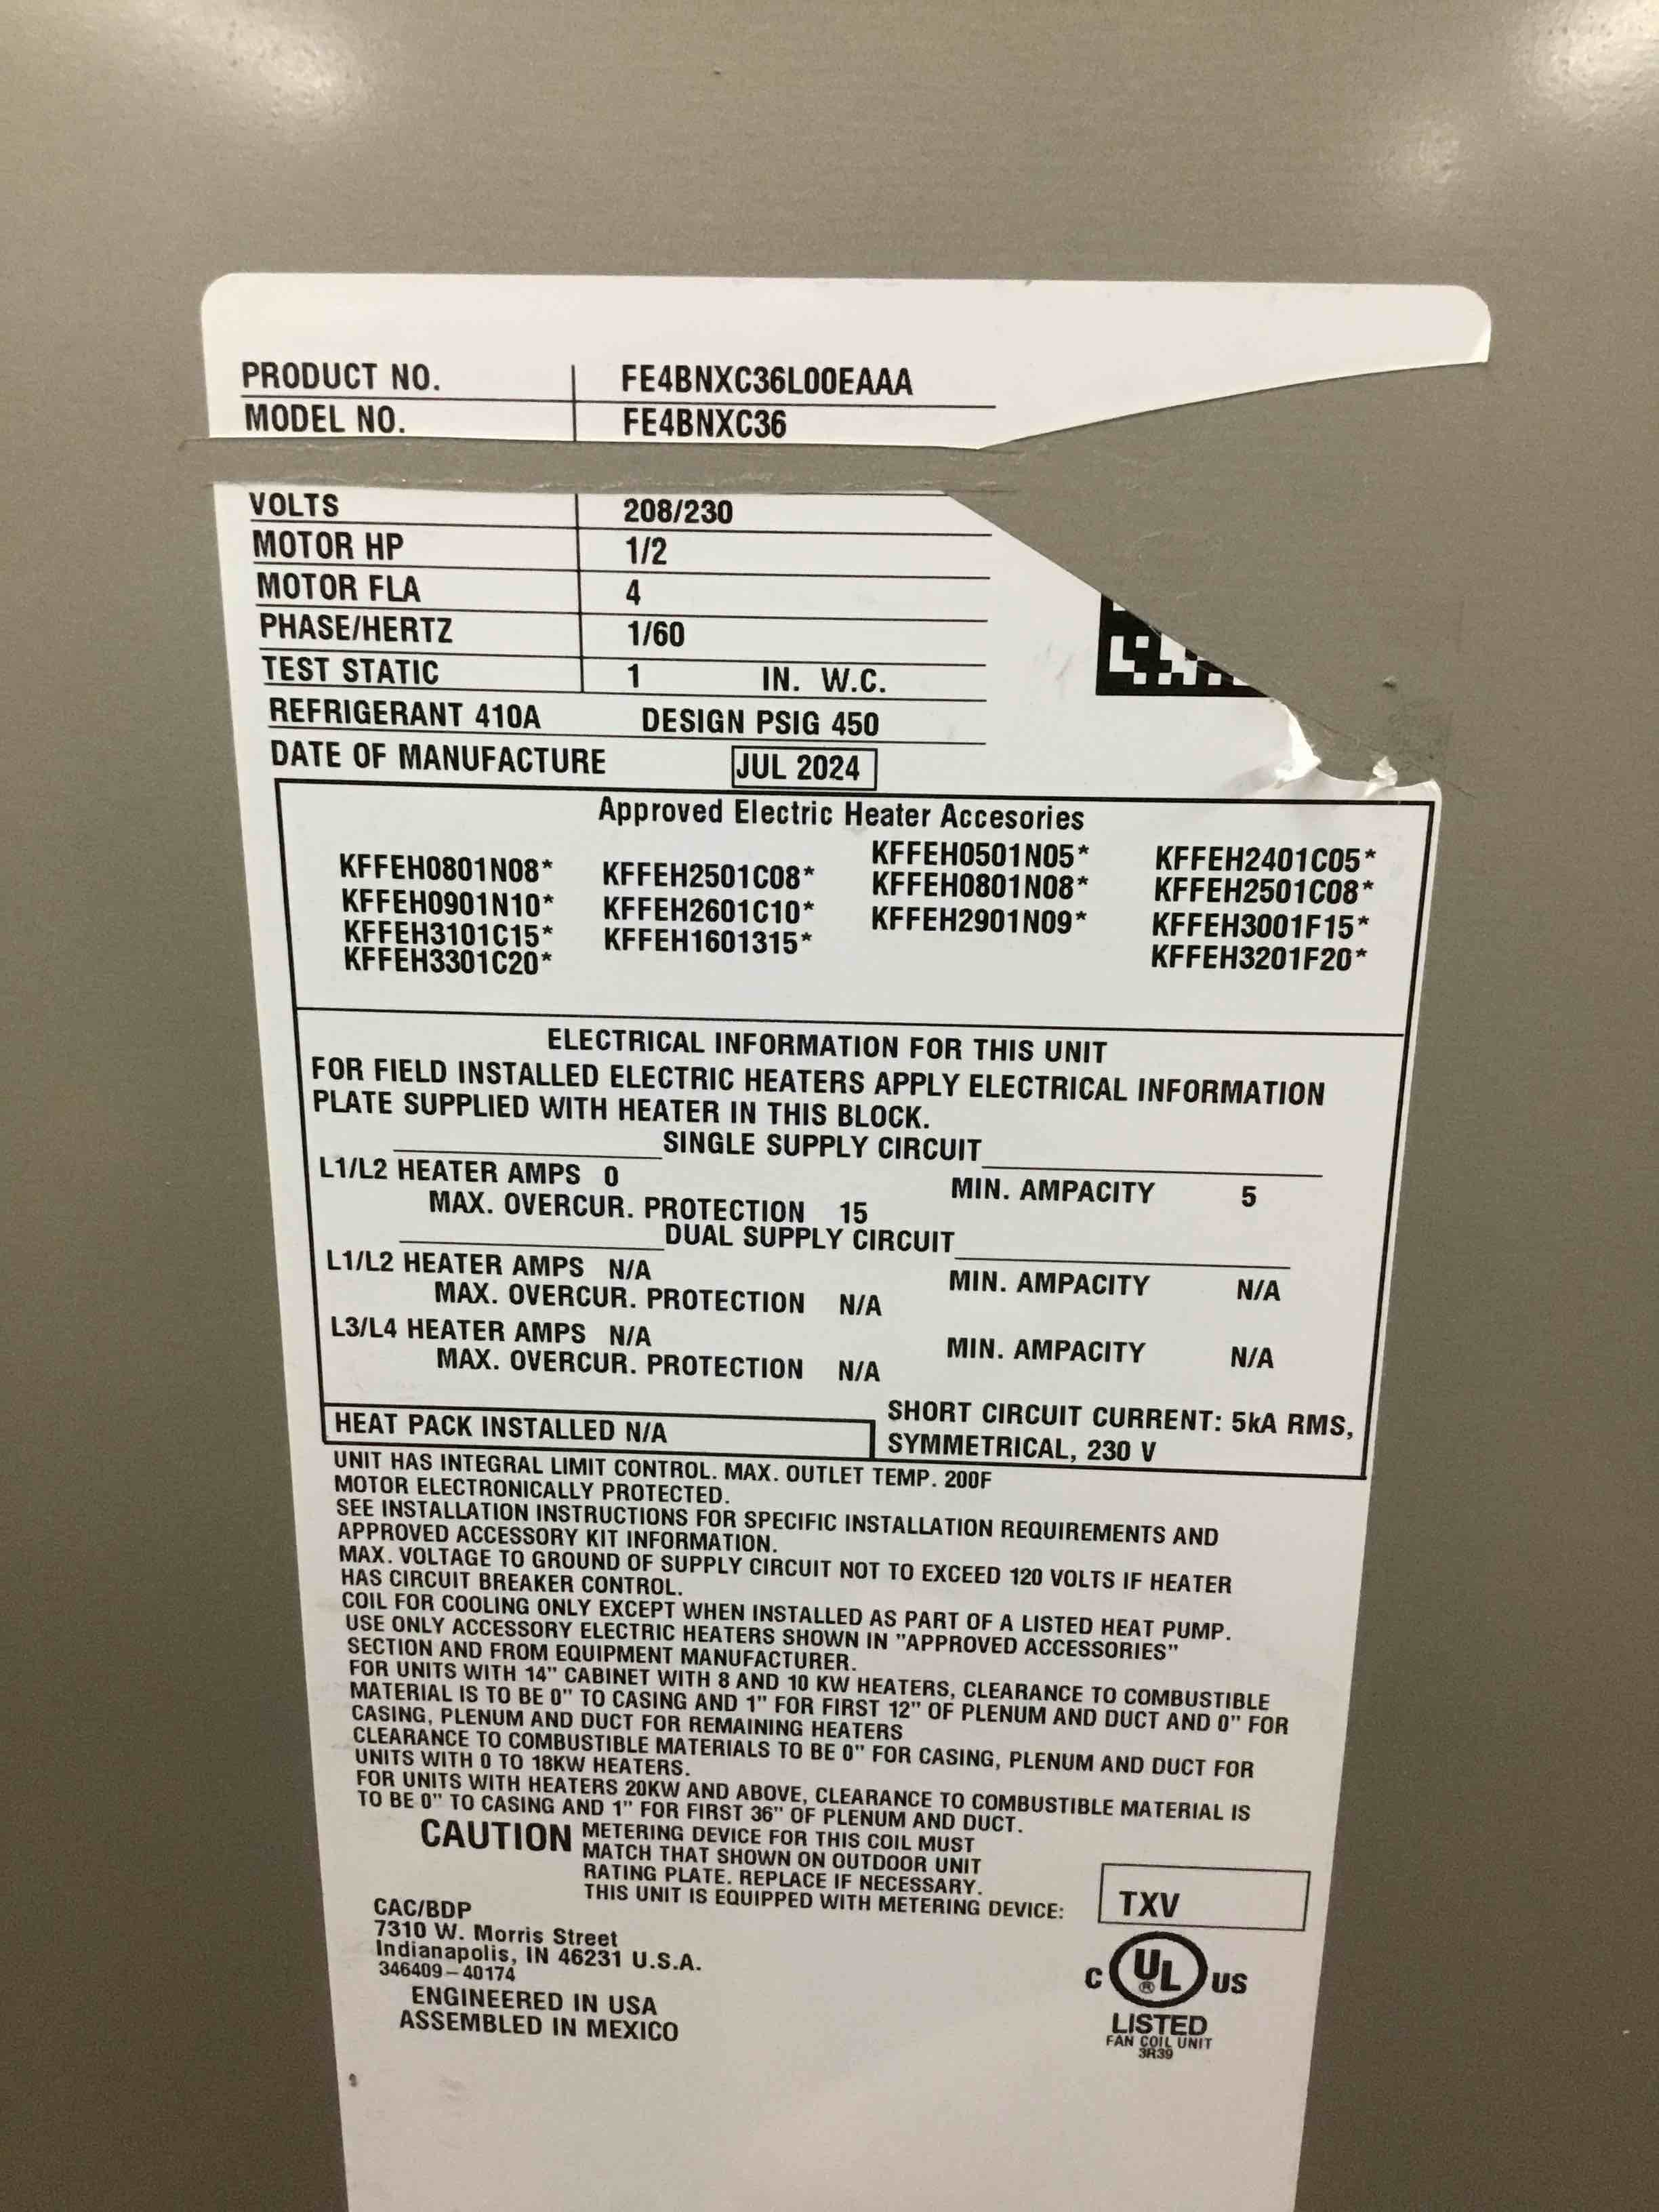 PRODUCT NO. FE4BNXC36L00EAAA
MODEL NO. FE4BNXC36
VOLTS 208/230
MOTOR HP 1/2
MOTOR FLA 4
PHASE/HERTZ 1/60
TEST STATIC 1 IN. W.C.
REFRIGERANT 410A DESIGN PSIG 450
DATE OF MANUFACTURE JUL 2024
Approved Electric Heater Accesories
KFFEH0801N08* KFFEH2501C08* KFFEH0501N05* KFFEH2401C05*
KFFEH0901N10* KFFEH2601C10* KFFEH0801N08* KFFEH2501C08*
KFFEH3101C15* KFFEH1601315* KFFEH2901N09* KFFEH3001F15*
KFFEH3301C20* KFFEH3201F20*
ELECTRICAL INFORMATION FOR THIS UNIT
FOR FIELD INSTALLED ELECTRIC HEATERS APPLY ELECTRICAL INFORMATION
PLATE SUPPLIED WITH HEATER IN THIS BLOCK.
SINGLE SUPPLY CIRCUIT
L1/L2 HEATER AMPS 0 MIN. AMPACITY 5
MAX. OVERCUR. PROTECTION 15
DUAL SUPPLY CIRCUIT
L1/L2 HEATER AMPS N/A MIN. AMPACITY N/A
MAX. OVERCUR. PROTECTION N/A
L3/L4 HEATER AMPS N/A MIN. AMPACITY N/A
MAX. OVERCUR. PROTECTION N/A
HEAT PACK INSTALLED N/A
SHORT CIRCUIT CURRENT: 5kA RMS,
SYMMETRICAL, 230 V
UNIT HAS INTEGRAL LIMIT CONTROL. MAX. OUTLET TEMP. 200F
MOTOR ELECTRONICALLY PROTECTED.
SEE INSTALLATION INSTRUCTIONS FOR SPECIFIC INSTALLATION REQUIREMENTS AND
APPROVED ACCESSORY KIT INFORMATION.
MAX. VOLTAGE TO GROUND OF SUPPLY CIRCUIT NOT TO EXCEED 120 VOLTS IF HEATER
HAS CIRCUIT BREAKER CONTROL.
COIL FOR COOLING ONLY EXCEPT WHEN INSTALLED AS PART OF A LISTED HEAT PUMP.
USE ONLY ACCESSORY ELECTRIC HEATERS SHOWN IN "APPROVED ACCESSORIES"
SECTION AND FROM EQUIPMENT MANUFACTURER.
FOR UNITS WITH 14" CABINET WITH 8 AND 10 KW HEATERS, CLEARANCE TO COMBUSTIBLE
MATERIAL IS TO BE 0" TO CASING AND 1" FOR FIRST 12" OF PLENUM AND DUCT AND 0" FOR
CASING, PLENUM AND DUCT FOR REMAINING HEATERS
CLEARANCE TO COMBUSTIBLE MATERIALS TO BE 0" FOR CASING, PLENUM AND DUCT FOR
UNITS WITH 0 TO 18KW HEATERS.
FOR UNITS WITH HEATERS 20KW AND ABOVE, CLEARANCE TO COMBUSTIBLE MATERIAL IS
TO BE 0" TO CASING AND 1" FOR FIRST 36" OF PLENUM AND DUCT.
CAUTION METERING DEVICE FOR THIS COIL MUST
MATCH THAT SHOWN ON OUTDOOR UNIT
RATING PLATE. REPLACE IF NECESSARY.
THIS UNIT IS EQUIPPED WITH METERING DEVICE: TXV
CAC/BDP
7310 W. Morris Street
Indianapolis, IN 46231 U.S.A.
346409-40174
ENGINEERED IN USA
ASSEMBLED IN MEXICO
C UL ® US
LISTED
FAN COIL UNIT
3R39